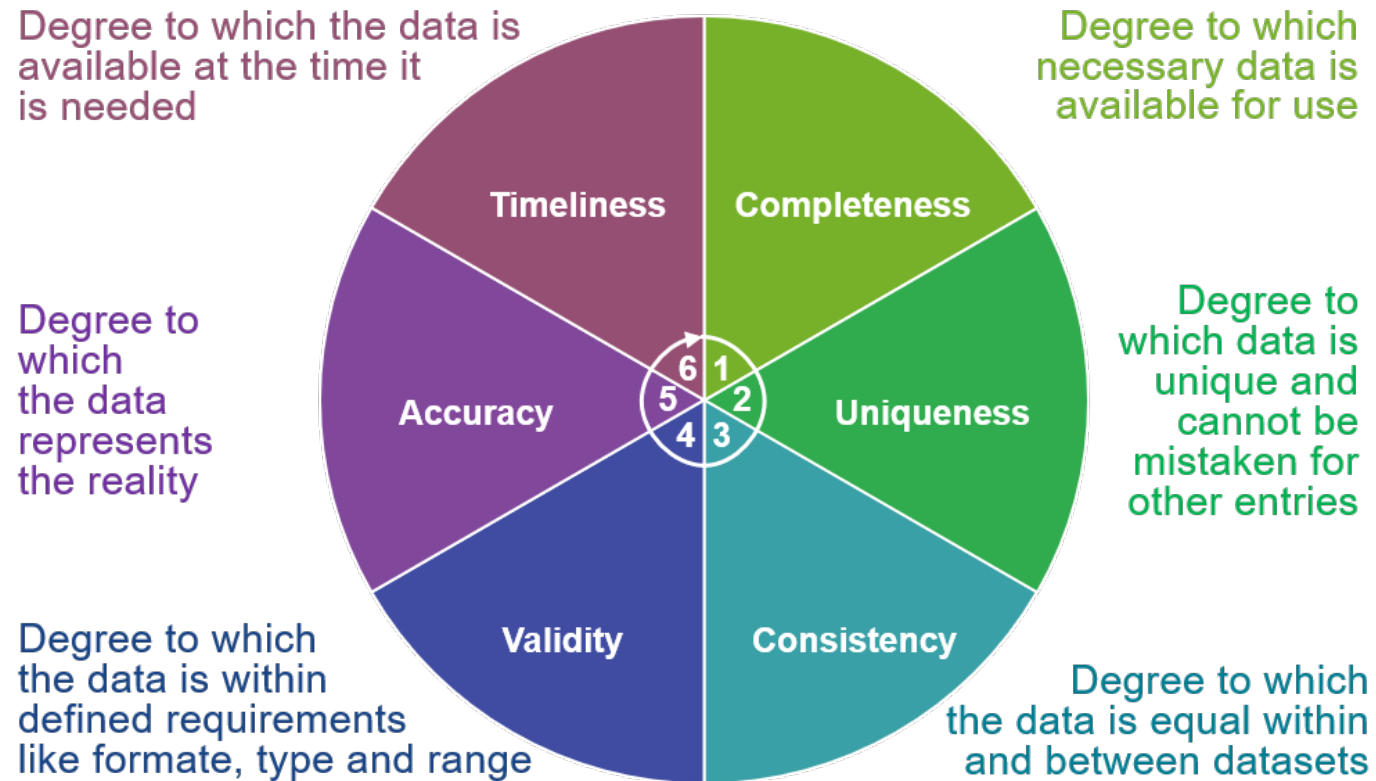 Degree to which the data is
available at the time it
is needed
Degree to which
necessary data is
available for use
Timeliness
Completeness
Degree to
which
the data
represents
the reality
Degree to
which data is
unique and
cannot be
mistaken for
other entries
6
1
5
2
4
3
Accuracy
Uniqueness
Validity
Consistency
Degree to which
the data is within
defined requirements
like formate, type and range
Degree to which
the data is equal within
and between datasets